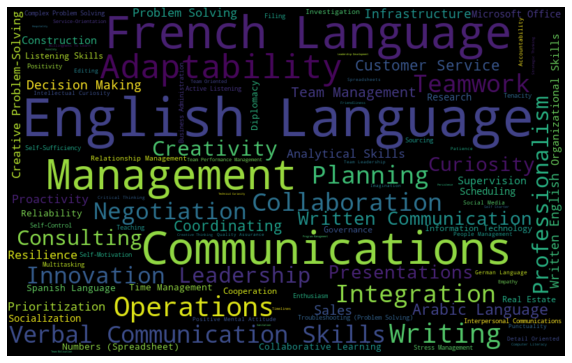 Complex Problem Solving
Problem Solving
Filing
Investigation
Infrastructure
Microsoft Office
Accountability
French Language
Construction
Listening Skills
Positivity
Editing
Adaptability
Customer Service
Active Listening
Intellectual Curiosity
Decision Making
Team Management
Teamwork
Research
Tenacity
Creative Problem-Solving
Diplomacy
English Language
Self-Sufficiency
Creativity
Analytical Skills
Sourcing
Curiosity
Professionalism
Written English
Organizational Skills
Relationship Management
Team Performance Management
Management
Planning
Supervision
Scheduling
Proactivity
Reliability
Negotiation
Collaboration
Written Communication
Social Media
Self-Control
Critical Thinking
Teaching
Coordinating
Governance
Information Technology
People Management
Consulting
Communications
Resilience
Self-Motivation
Multitasking
Innovation
Leadership
Presentations
German Language
Empathy
Spanish Language
Time Management
Cooperation
Enthusiasm
Integration
Real Estate
Prioritization
Socialization
Operations
Sales
Arabic Language
Positive Mental Attitude
Troubleshooting (Problem Solving)
Interpersonal Communications
Punctuality
Verbal Communication Skills
Writing
Detail Oriented
Numbers (Spreadsheet)
Collaborative Learning
Stress Management